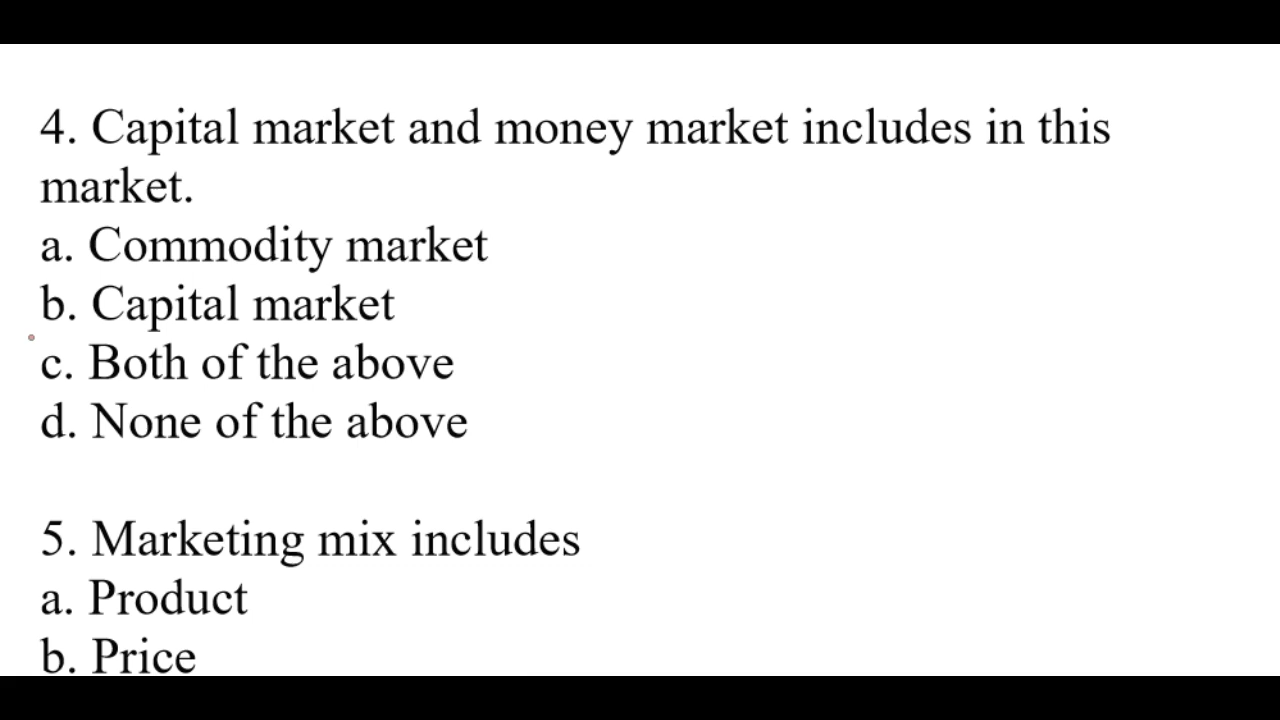 4. Capital market and money market includes in this
market.
a. Commodity market
b. Capital market
c. Both of the above
d. None of the above
5. Marketing mix includes
a. Product
b. Price